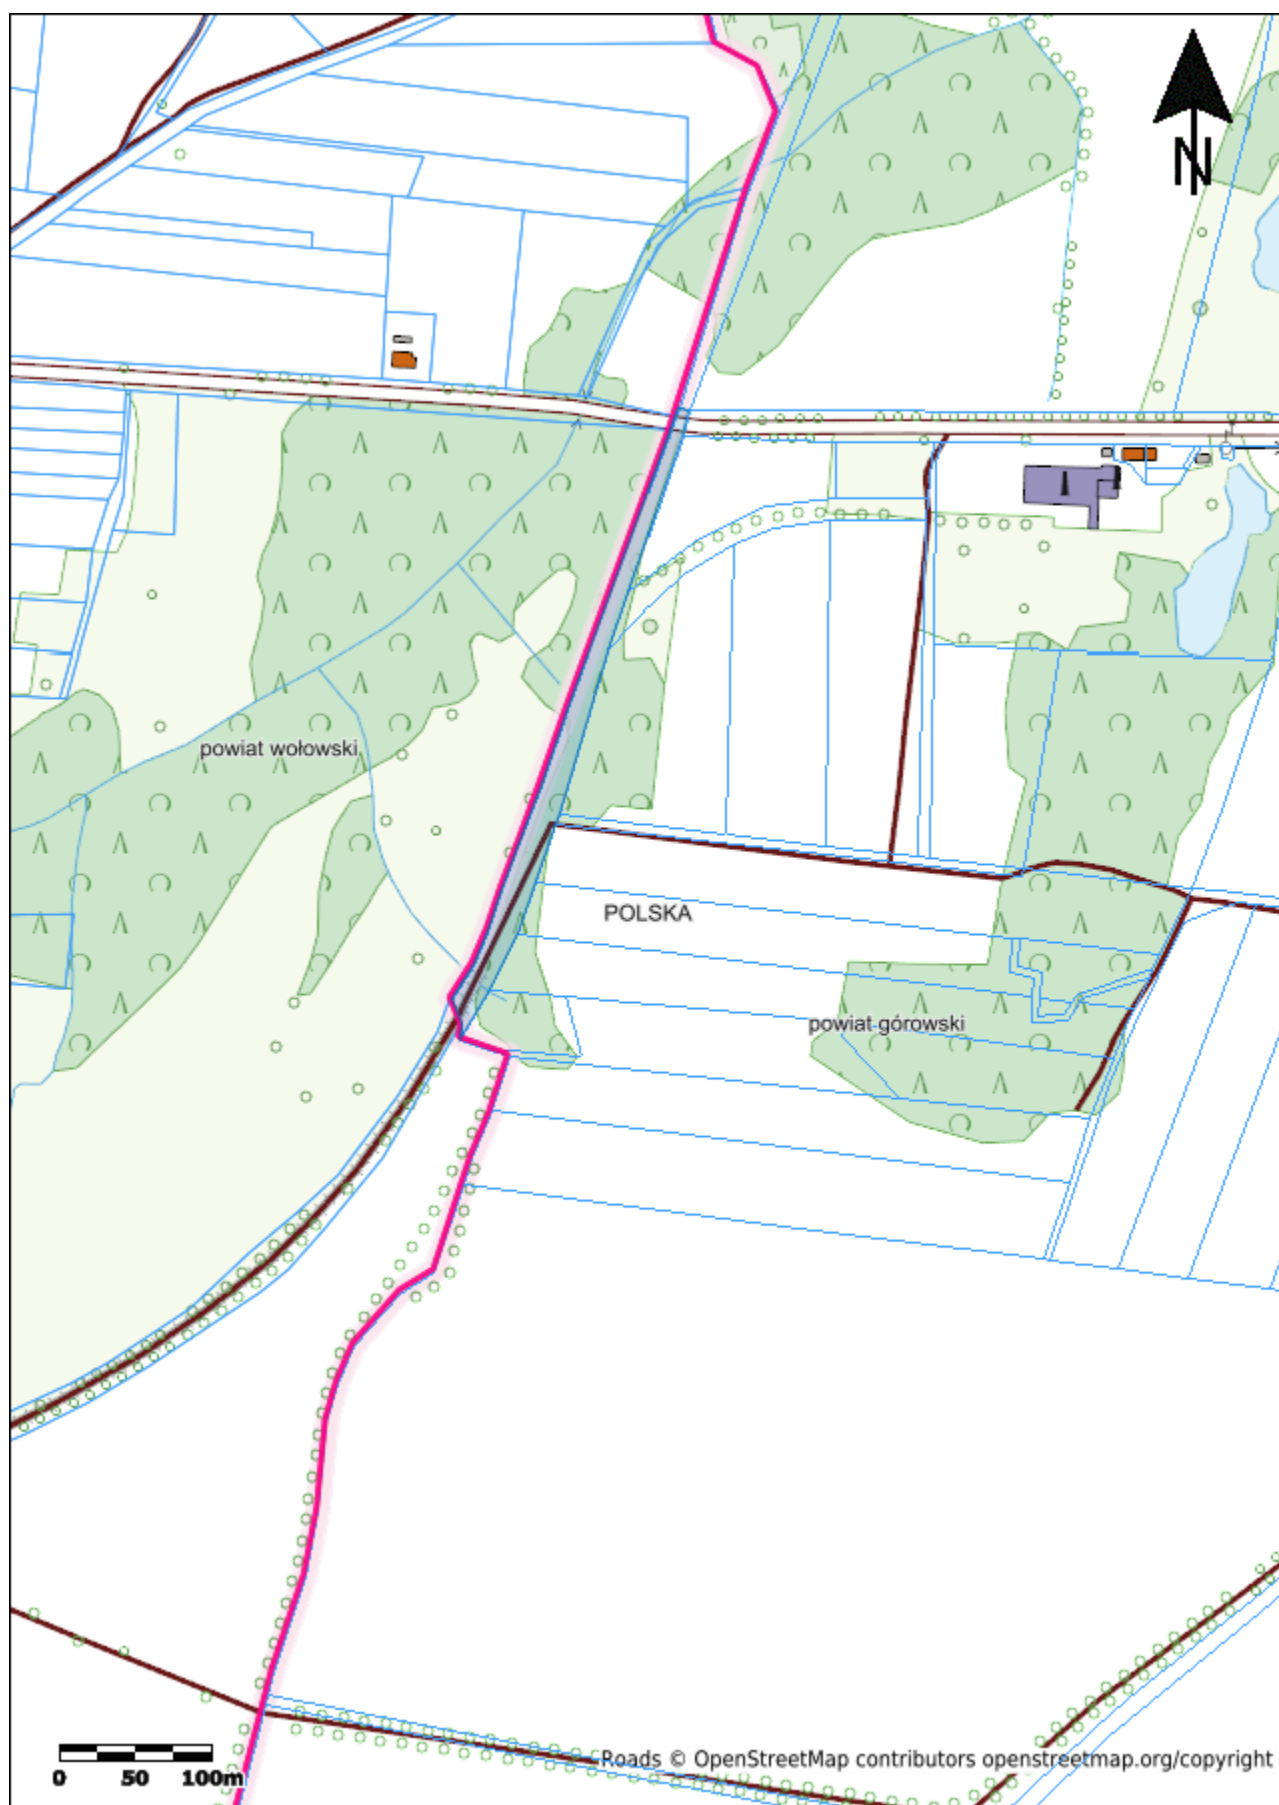 N
powiat wołowski
POLSKA
powiat górowski
Roads © OpenStreetMap contributors openstreetmap.org/copyright
0 50 100m